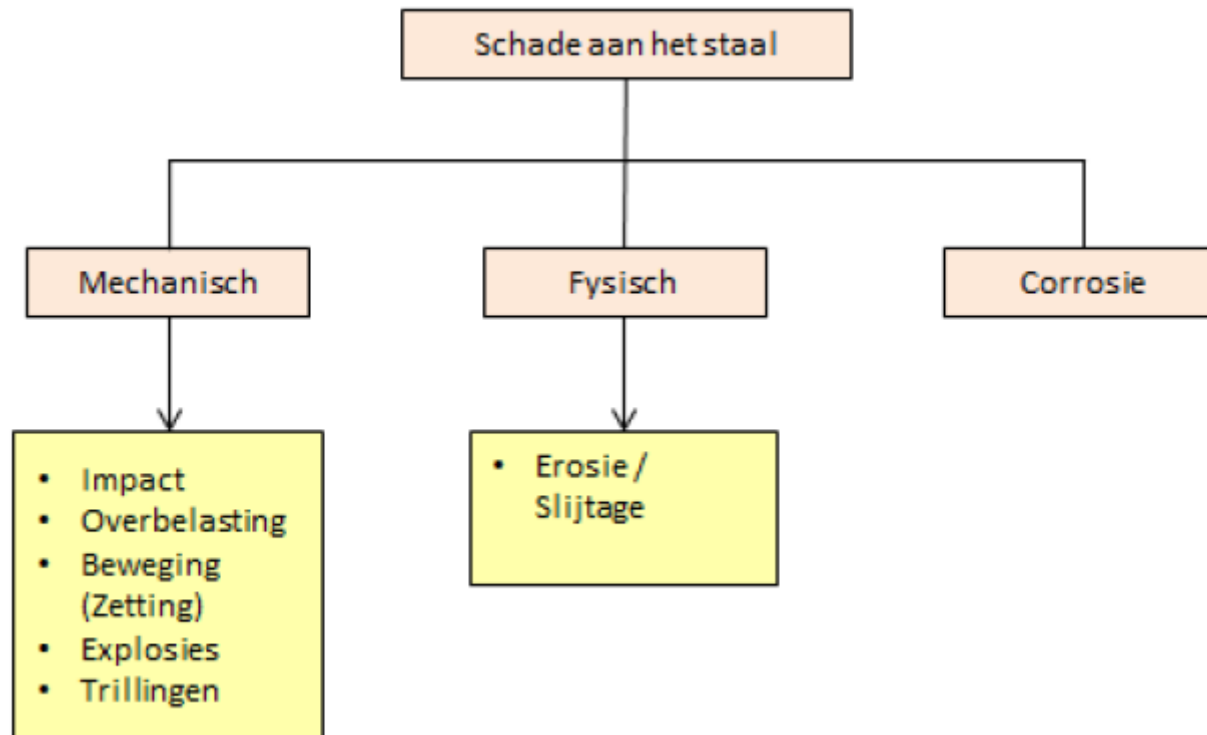 Schade aan het staal
Mechanisch
Fysisch
Corrosie
• Impact
• Overbelasting
• Beweging
(Zetting)
• Explosies
• Trillingen
• Erosie /
Slijtage